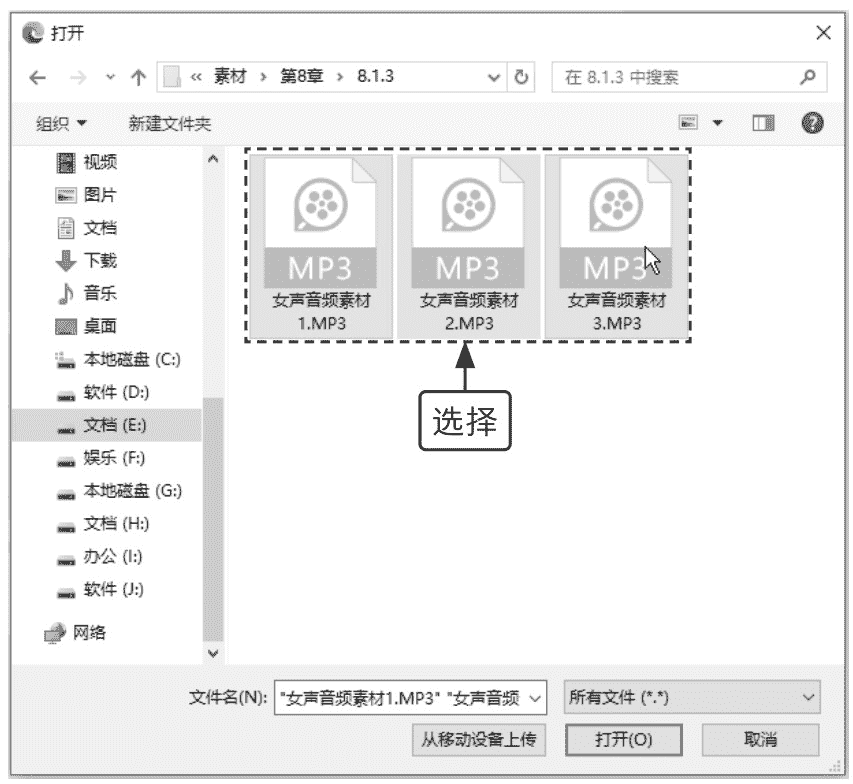 打开
« 素材 › 第8章 › 8.1.3
在 8.1.3 中搜索
组织
新建文件夹
视频
图片
文档
下载
音乐
桌面
本地磁盘 (C:)
软件 (D:)
文档 (E:)
娱乐 (F:)
本地磁盘 (G:)
文档 (H:)
办公 (I:)
软件 (J:)
网络
MP3
女声音频素材
1.MP3
MP3
女声音频素材
2.MP3
MP3
女声音频素材
3.MP3
选择
文件名(N):
"女声音频素材1.MP3" "女声音频
所有文件 (*.*)
从移动设备上传
打开(O)
取消